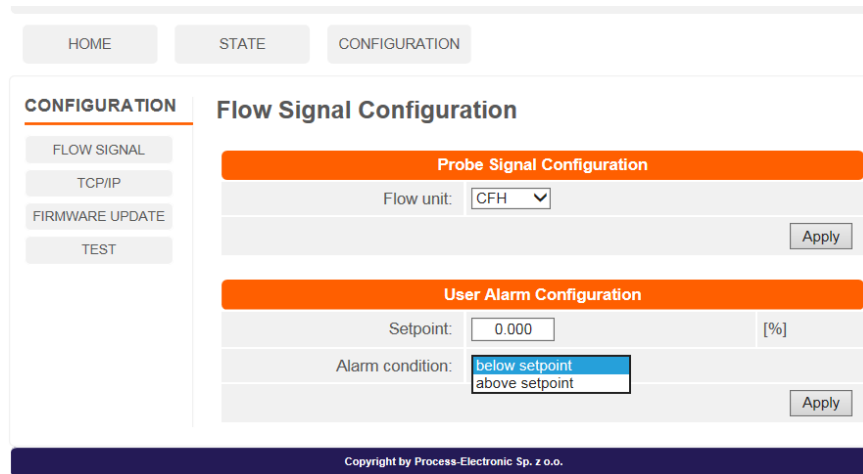 HOME STATE CONFIGURATION
CONFIGURATION
FLOW SIGNAL
TCP/IP
FIRMWARE UPDATE
TEST
Flow Signal Configuration
Probe Signal Configuration
Flow unit: CFH
Apply
User Alarm Configuration
Setpoint: 0.000 [%]
Alarm condition: below setpoint
above setpoint
Apply
Copyright by Process-Electronic Sp. z o.o.